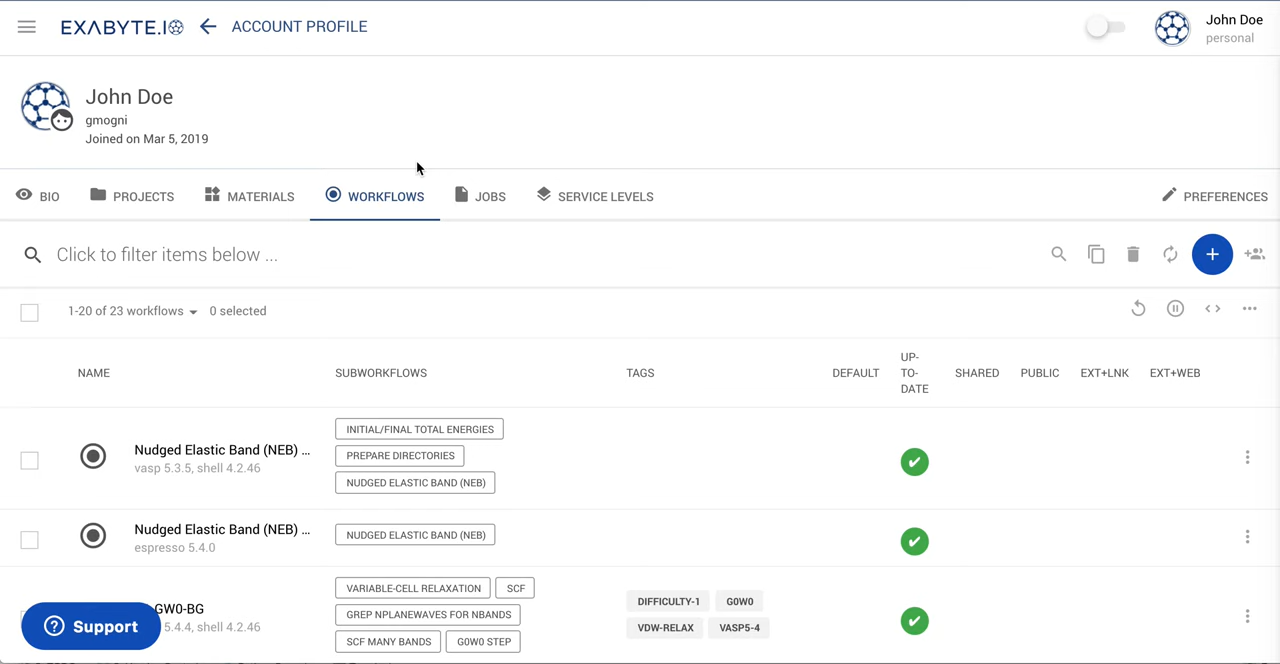 EXABYTE.IO ACCOUNT PROFILE
John Doe
personal
John Doe
gmogni
Joined on Mar 5, 2019
BIO PROJECTS MATERIALS WORKFLOWS JOBS SERVICE LEVELS PREFERENCES
Click to filter items below ...
1-20 of 23 workflows 0 selected
NAME SUBWORKFLOWS TAGS DEFAULT UP-TO-DATE SHARED PUBLIC EXT+LNK EXT+WEB
INITIAL/FINAL TOTAL ENERGIES
Nudged Elastic Band (NEB) ...
PREPARE DIRECTORIES
vasp 5.3.5, shell 4.2.46
NUDGED ELASTIC BAND (NEB)
Nudged Elastic Band (NEB) ...
NUDGED ELASTIC BAND (NEB)
espresso 5.4.0
VARIABLE-CELL RELAXATION SCF
GW0-BG
DIFFICULTY-1 G0W0
GREP NPLANEWAVES FOR NBANDS
Support
5.4.4, shell 4.2.46
VDW-RELAX VASP5-4
SCF MANY BANDS G0W0 STEP